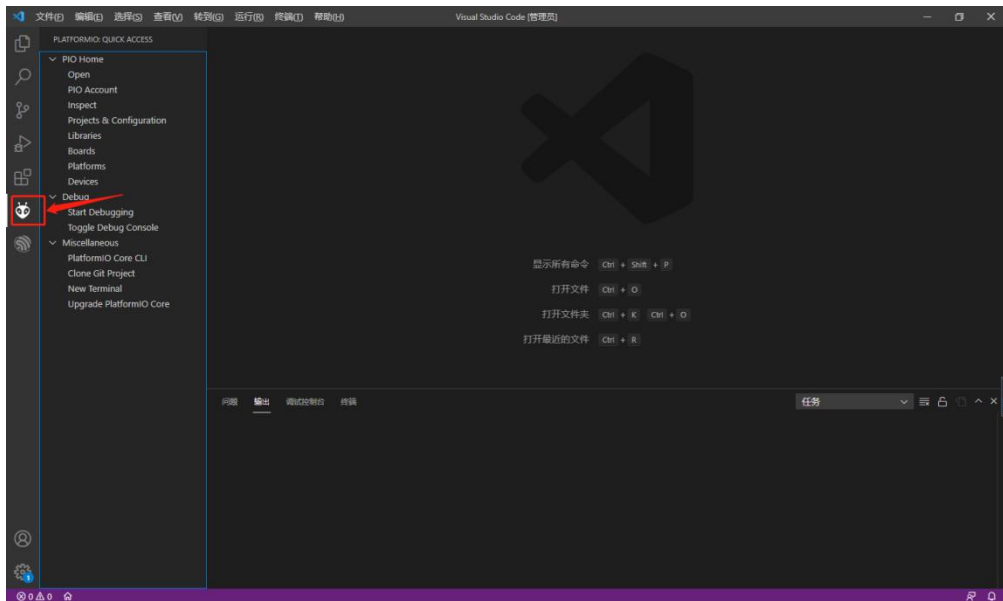 文件(F) 编辑(E) 选择(S) 查看(V) 转到(G) 运行(R) 终端(T) 帮助(H) Visual Studio Code [管理员]
PLATFORMIO: QUICK ACCESS
PIO Home
Open
PIO Account
Inspect
Projects & Configuration
Libraries
Boards
Platforms
Devices
Debug
Start Debugging
Toggle Debug Console
Miscellaneous
PlatformIO Core CLI
Clone Git Project
New Terminal
Upgrade PlatformIO Core
显示所有命令 Ctrl + Shift + P
打开文件 Ctrl + O
打开文件夹 Ctrl + K Ctrl + O
打开最近的文件 Ctrl + R
问题 输出 调试控制台 终端 任务
1
0 0